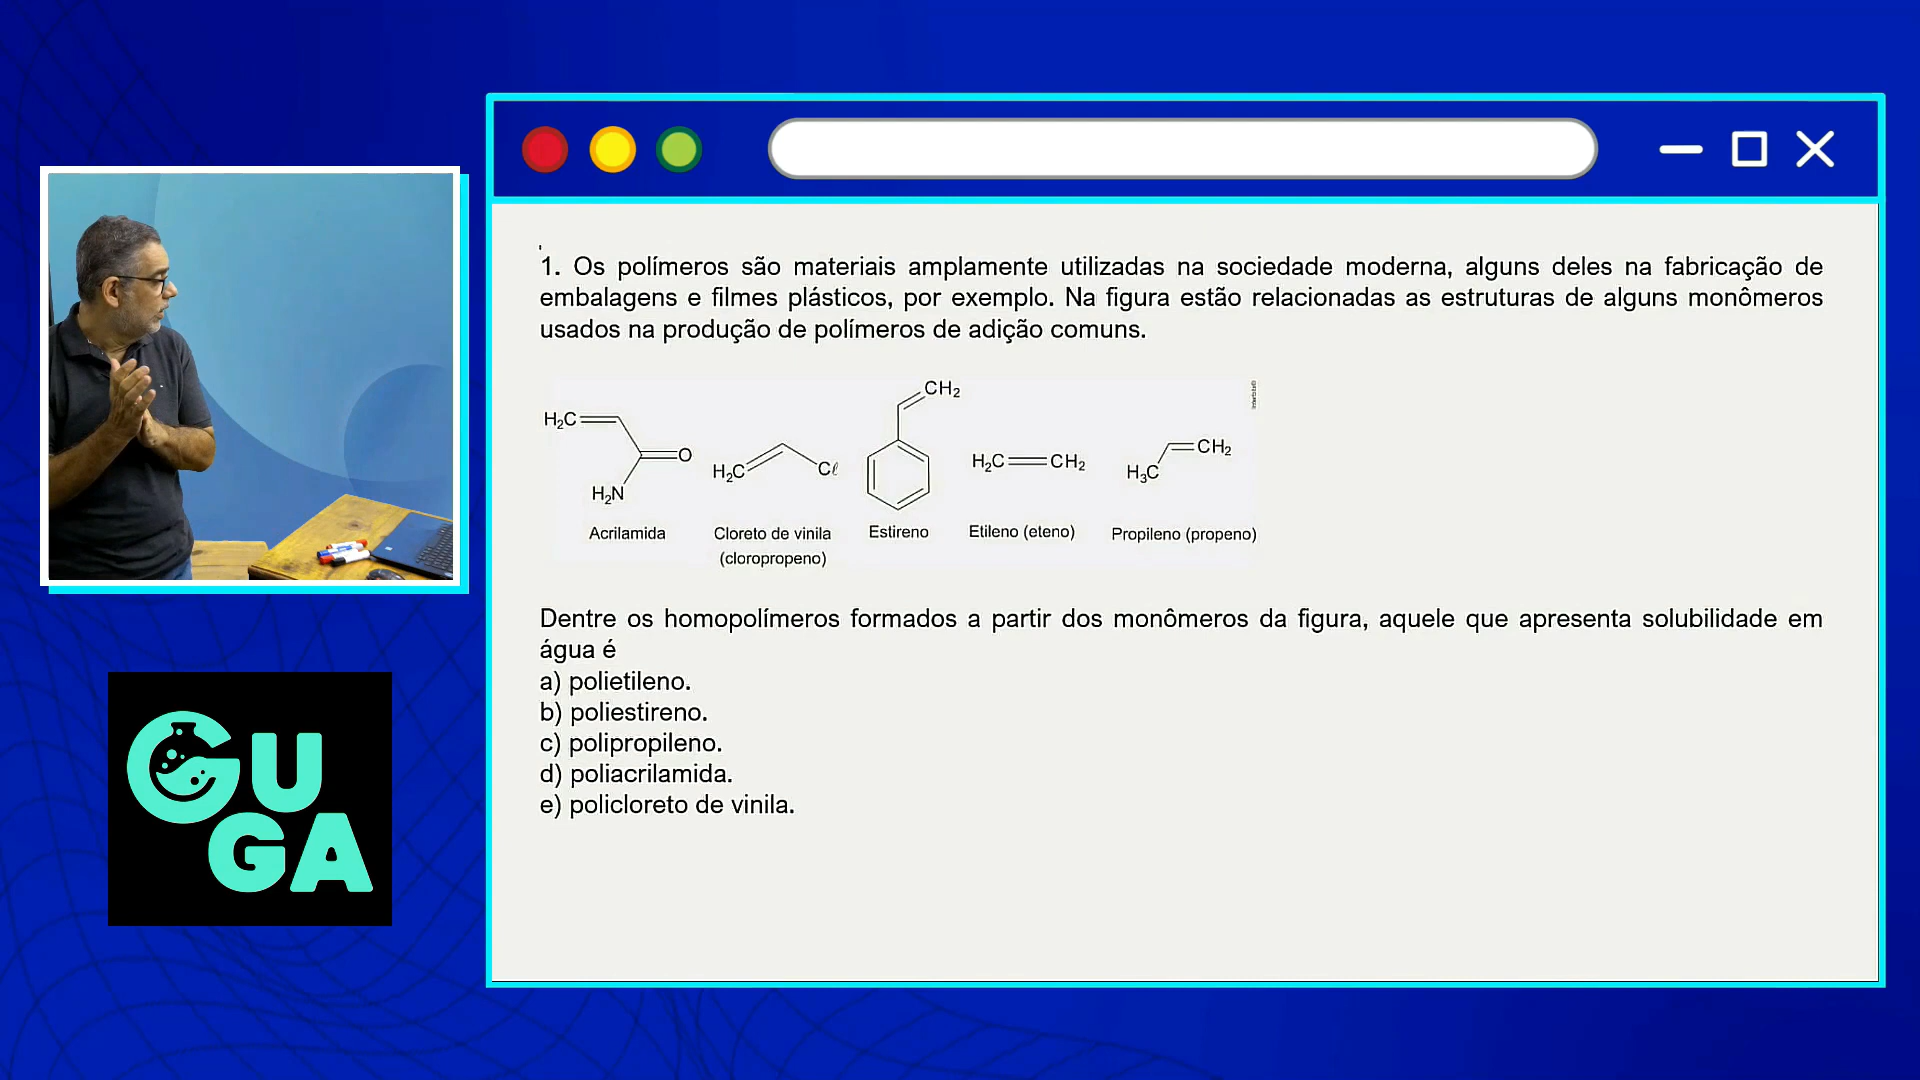 1. Os polímeros são materiais amplamente utilizadas na sociedade moderna, alguns deles na fabricação de
embalagens e filmes plásticos, por exemplo. Na figura estão relacionadas as estruturas de alguns monômeros
usados na produção de polímeros de adição comuns.
H₂C
O
H₂N
Acrilamida
H₂C
Cℓ
Cloreto de vinila
(cloropropeno)
CH₂
Estireno
H₂C
CH₂
Etileno (eteno)
H₃C
CH₂
Propileno (propeno)
Dentre os homopolímeros formados a partir dos monômeros da figura, aquele que apresenta solubilidade em
água é
a) polietileno.
b) poliestireno.
c) polipropileno.
d) poliacrilamida.
e) policloreto de vinila.
GU
GA